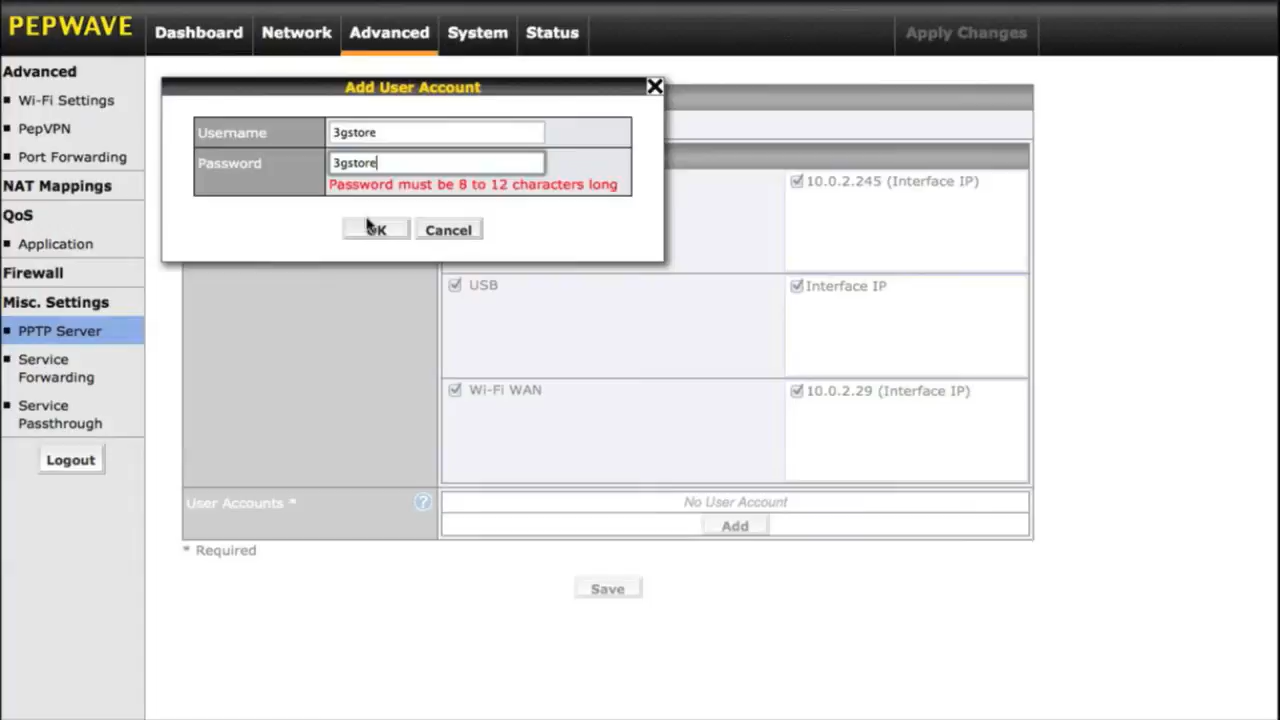 PEPWAVE
Dashboard Network Advanced System Status Apply Changes
Advanced
Wi-Fi Settings
PepVPN
Port Forwarding
NAT Mappings
QoS
Application
Firewall
Misc. Settings
PPTP Server
Service
Forwarding
Service
Passthrough
Logout
Add User Account
Username 3gstore
Password 3gstore
Password must be 8 to 12 characters long
OK Cancel
10.0.2.245 (Interface IP)
USB Interface IP
Wi-Fi WAN 10.0.2.29 (Interface IP)
User Accounts * ? No User Account
Add
* Required
Save